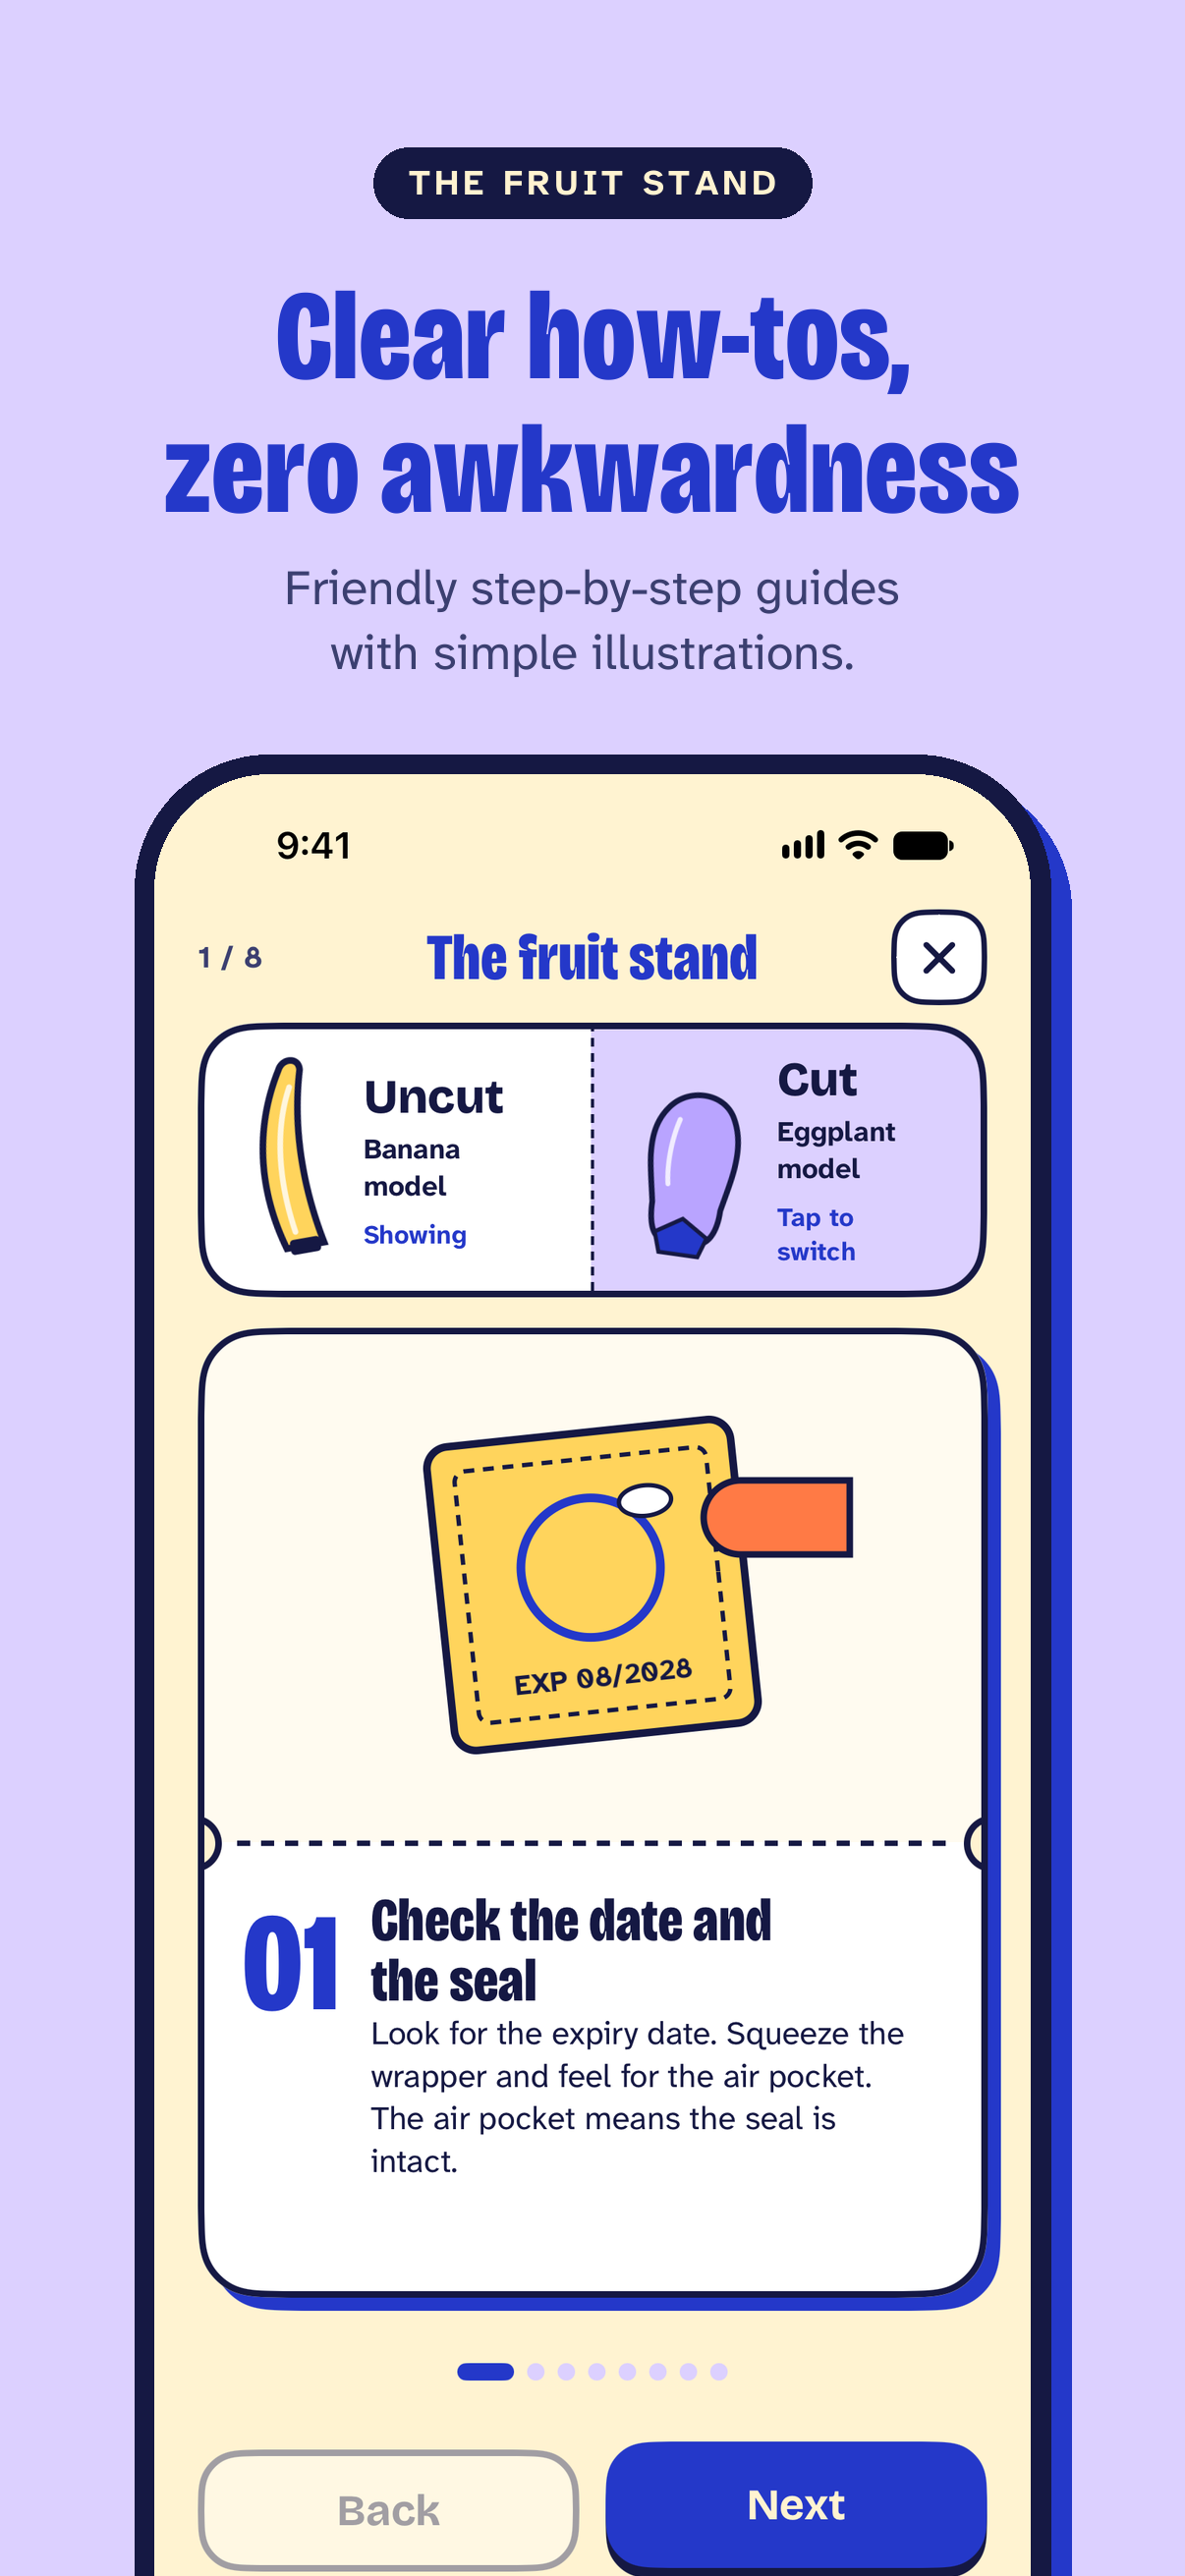 THE FRUIT STAND
Clear how-tos,
zero awkwardness
Friendly step-by-step guides
with simple illustrations.
9:41
1 / 8
The fruit stand
Uncut
Banana
model
Showing
Cut
Eggplant
model
Tap to
switch
EXP 08/2028
01
Check the date and
the seal
Look for the expiry date. Squeeze the
wrapper and feel for the air pocket.
The air pocket means the seal is
intact.
Back
Next